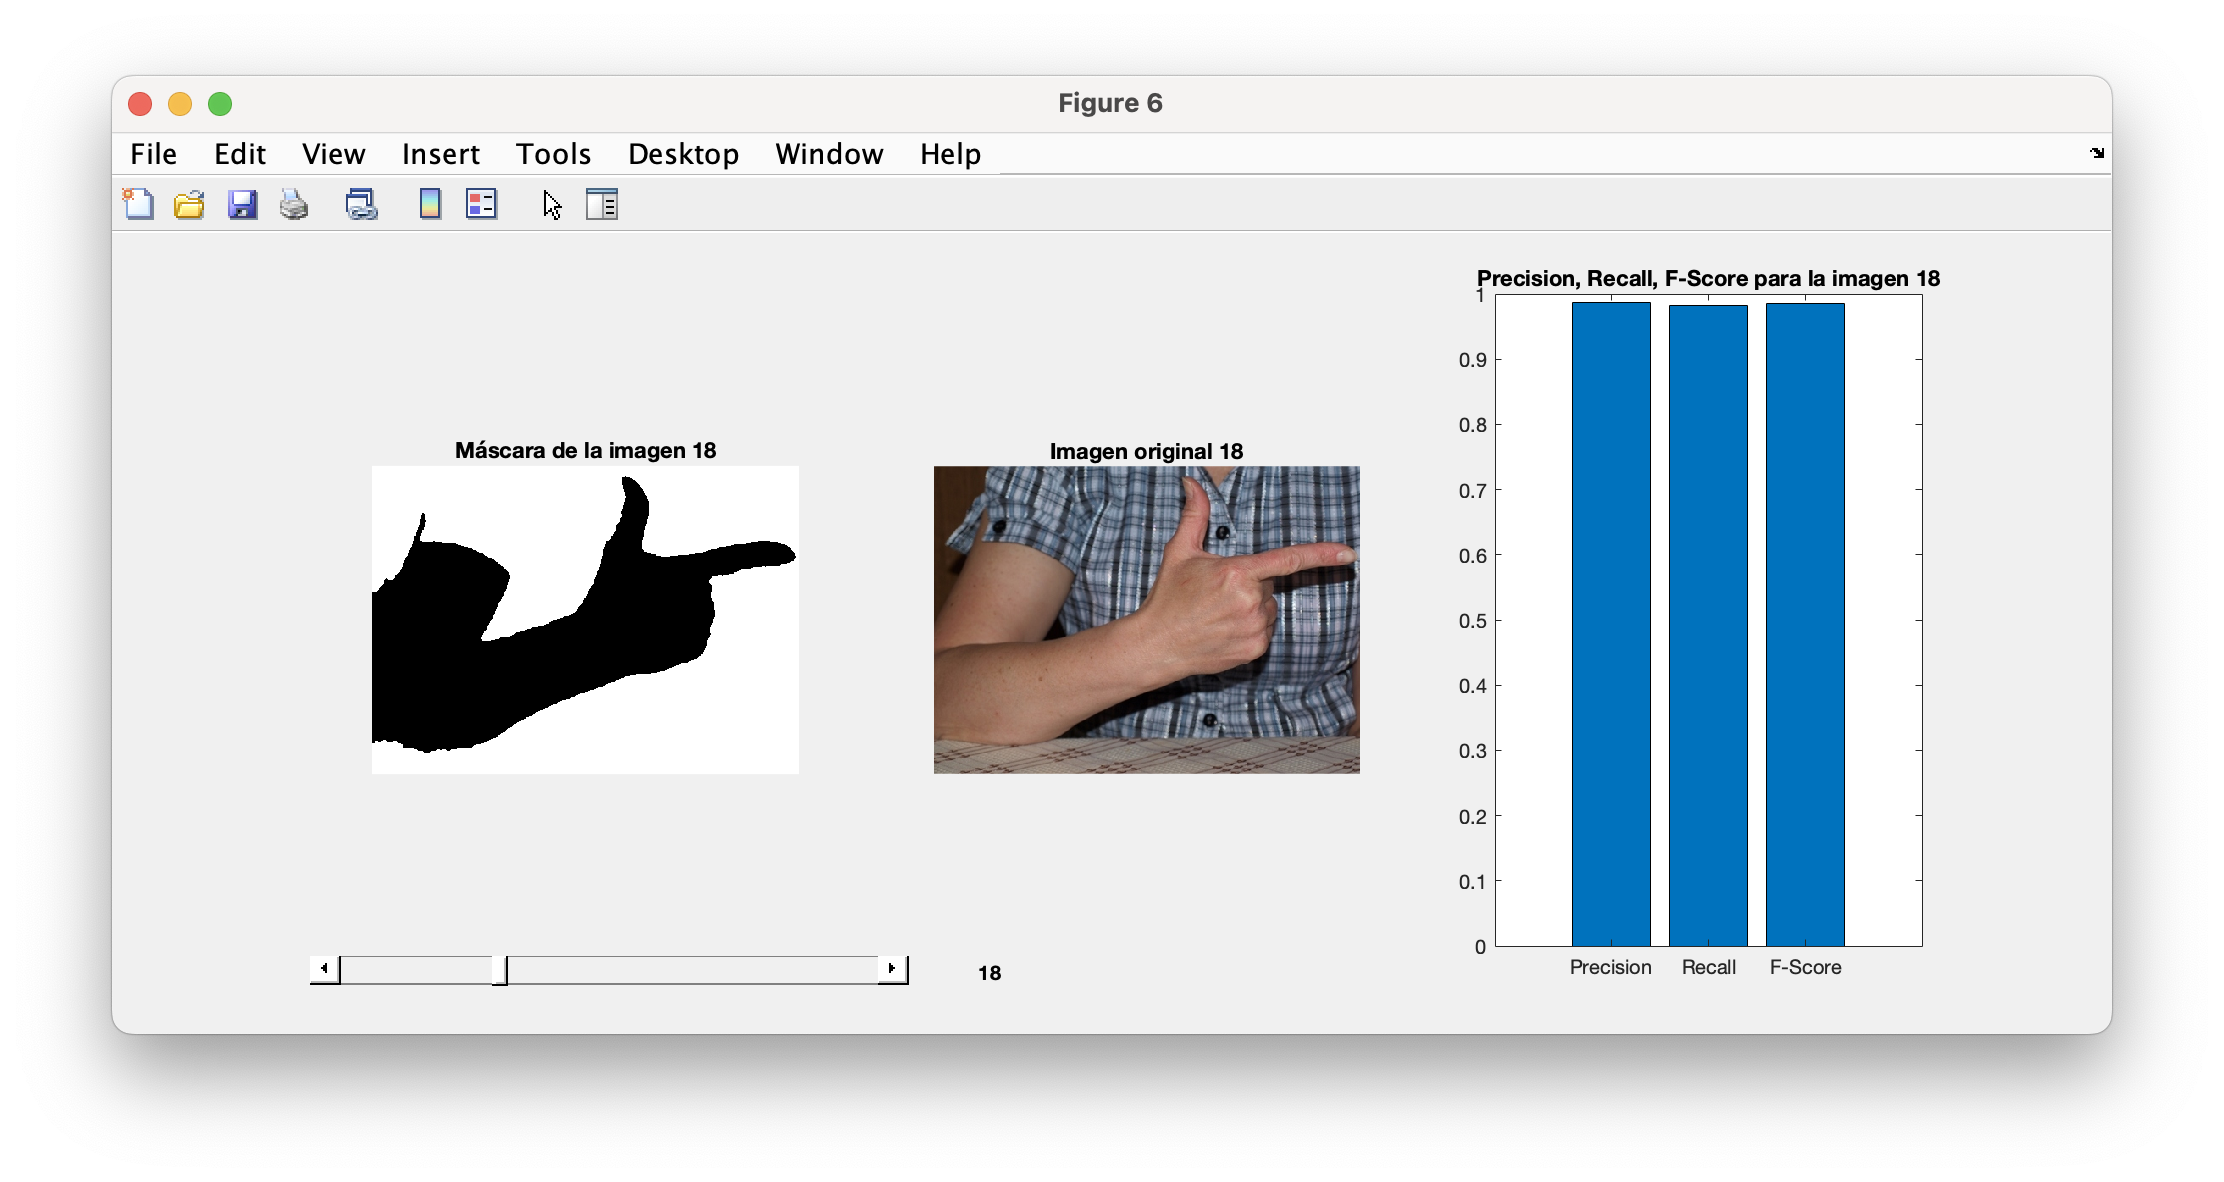 Figure 6
File Edit View Insert Tools Desktop Window Help
Precision, Recall, F-Score para la imagen 18
Máscara de la imagen 18
Imagen original 18
1
0.9
0.8
0.7
0.6
0.5
0.4
0.3
0.2
0.1
0
Precision Recall F-Score
18